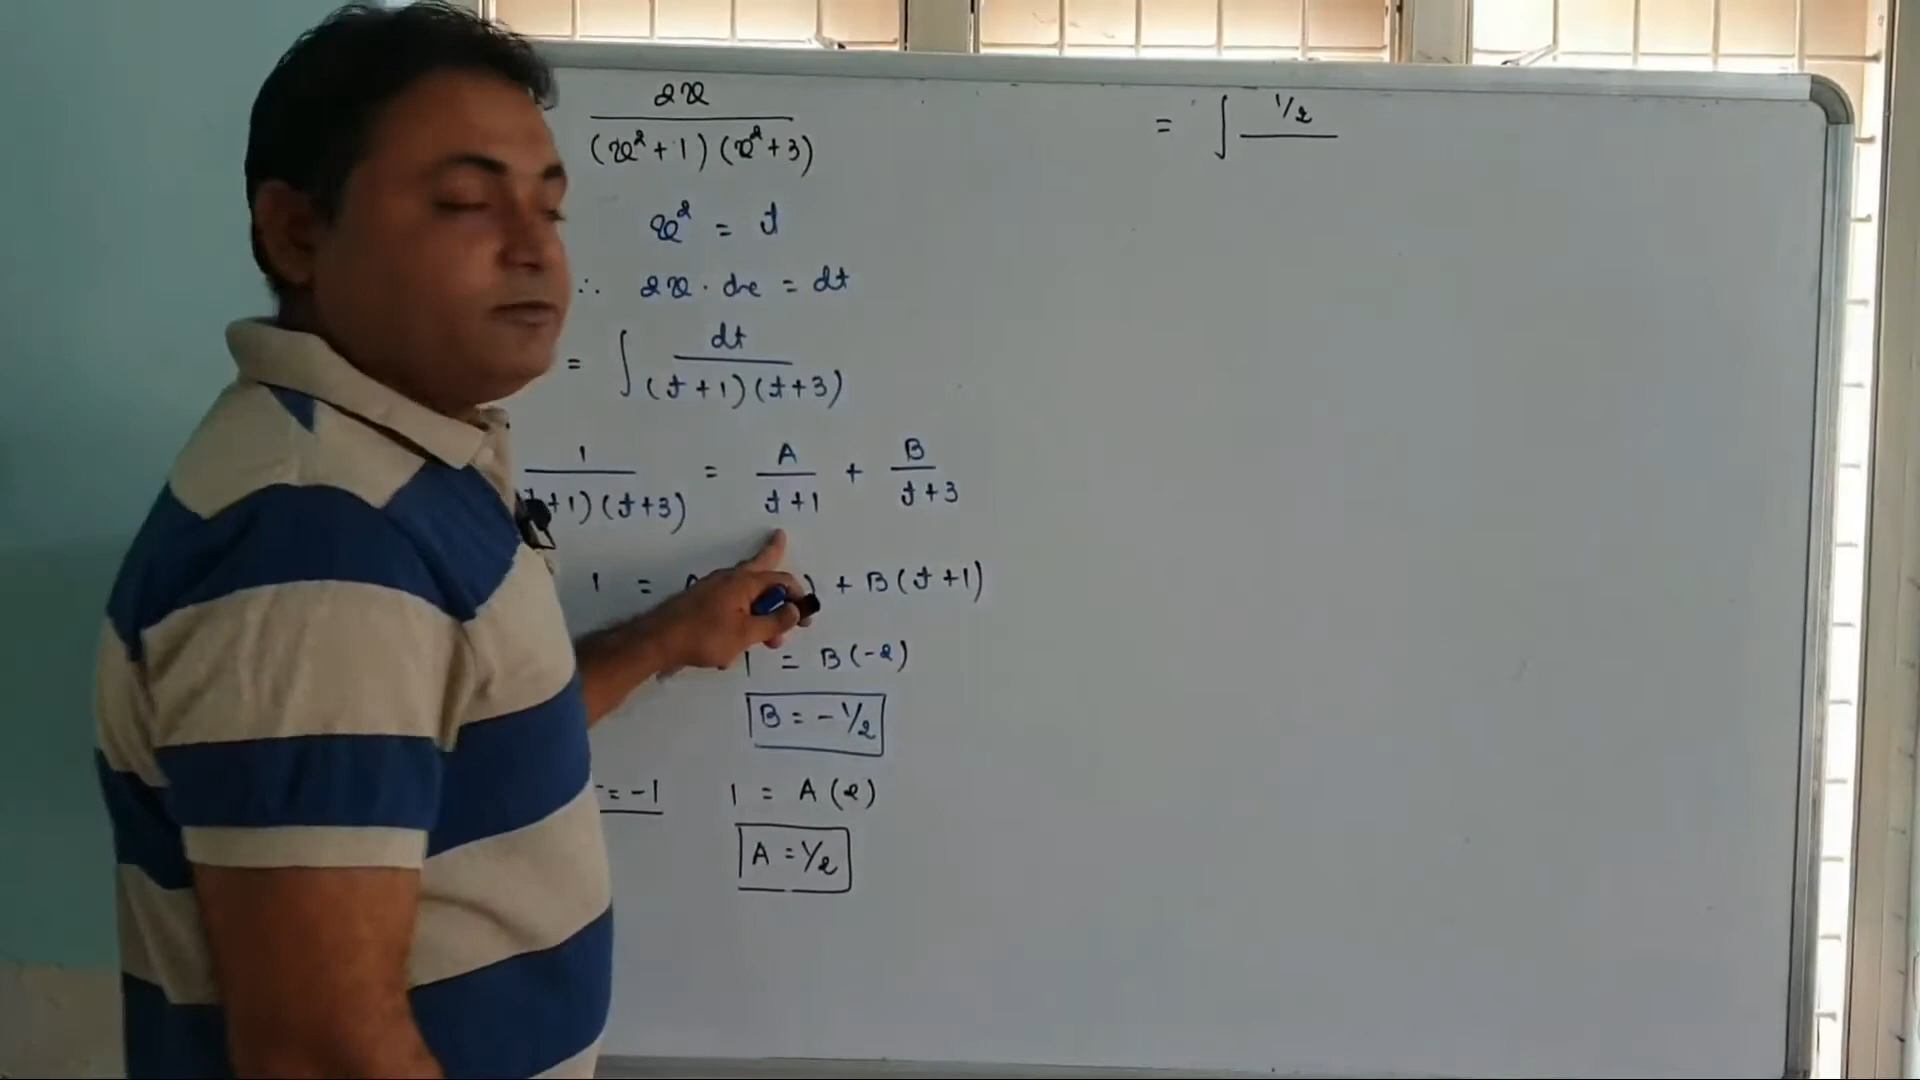 2x
(x² + 1) (x² + 3)
x² = t
∴ 2x · dx = dt
= ∫ dt
(t + 1) (t + 3)
1 = A + B
+1) (t + 3) t + 1 t + 3
1 = ) + B (t + 1)
1 = B (-2)
B = - 1/2
= -1 1 = A (2)
A = 1/2
= ∫ 1/2